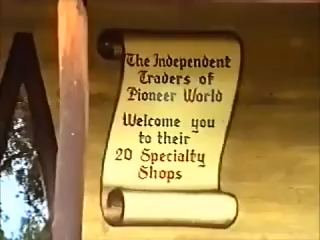 The Independent
Traders of
Pioneer World
Welcome you
to their
20 Specialty
Shops